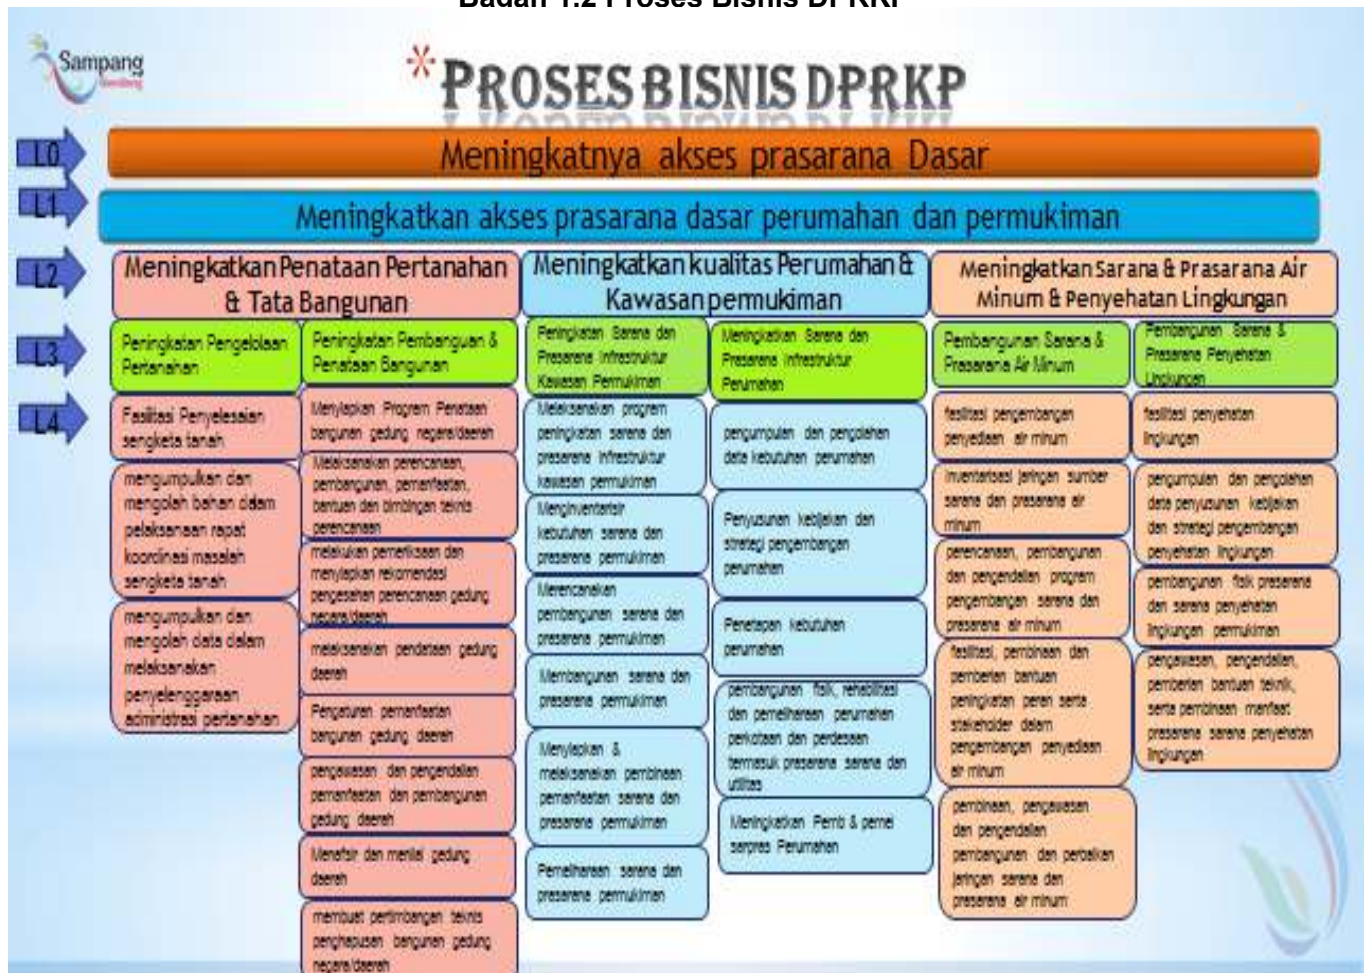 Badan 1.2 Proses Bisnis DPRKP
Sampang
*PROSES BISNIS DPRKP
L0
Meningkatnya akses prasarana Dasar
L1
Meningkatkan akses prasarana dasar perumahan dan permukiman
L2
Meningkatkan Penataan Pertanahan
& Tata Bangunan
Meningkatkan kualitas Perumahan &
Kawasan permukiman
Meningkatkan Sarana & Prasarana Air
Minum & Penyehatan Lingkungan
L3
Peningkatan Pengelolaan
Pertanahan
Peningkatan Pembanguan &
Penataan Bangunan
Peningkatan Sarana dan
Prasarana Infrastruktur
Kawasan Permukiman
Meningkatkan Sarana dan
Prasarana Infrastruktur
Perumahan
Pembangunan Sarana &
Prasarana Air Minum
Pembangunan Sarana &
Prasarana Penyehatan
Lingkungan
L4
Fasilitasi Penyelesaian
sengketa tanah
mengumpulkan dan
mengolah bahan dalam
pelaksanaan rapat
koordinasi masalah
sengketa tanah
mengumpulkan dan
mengolah data dalam
melaksanakan
penyelenggaraan
administrasi pertanahan
Menyiapkan Program Penataan
bangunan gedung negara/daerah
Melaksanakan perencanaan,
pembangunan, pemanfaatan,
bantuan dan bimbingan teknis
perencanaan
melakukan pemeriksaan dan
menyiapkan rekomendasi
pengesahan perencanaan gedung
negara/daerah
melaksanakan pendataan gedung
daerah
Pengaturan pemanfaatan
bangunan gedung daerah
pengawasan dan pengendalian
pemanfaatan dan pembangunan
gedung daerah
Menafsir dan menilai gedung
daerah
membuat pertimbangan teknis
penghapusan bangunan gedung
negara/daerah
Melaksanakan program
peningkatan sarana dan
prasarana infrastruktur
kawasan permukiman
Menginventarisir
kebutuhan sarana dan
prasarana permukiman
Merencanakan
pembangunan sarana dan
prasarana permukiman
Membangunan sarana dan
prasarana permukiman
Menyiapkan &
melaksanakan pembinaan
pemanfaatan sarana dan
prasarana permukiman
Pemeliharaan sarana dan
prasarana permukiman
pengumpulan dan pengolahan
data kebutuhan perumahan
Penyusunan kebijakan dan
strategi pengembangan
perumahan
Penetapan kebutuhan
perumahan
pembangunan fisik, rehabilitasi
dan pemeliharaan perumahan
perkotaan dan perdesaan
termasuk prasarana sarana dan
utilitas
Meningkatkan Pemb & pemel
sarpras Perumahan
fasilitasi pengembangan
penyediaan air minum
Inventarisasi jaringan sumber
sarana dan prasarana air
minum
perencanaan, pembangunan
dan pengendalian program
pengembangan sarana dan
prasarana air minum
fasilitasi, pembinaan dan
pemberian bantuan
peningkatan peran serta
stakeholder dalam
pengembangan penyediaan
air minum
pembinaan, pengawasan
dan pengendalian
pembangunan dan perbaikan
jaringan sarana dan
prasarana air minum
fasilitasi penyehatan
lingkungan
pengumpulan dan pengolahan
data penyusunan kebijakan
dan strategi pengembangan
penyehatan lingkungan
pembangunan fisik prasarana
dan sarana penyehatan
lingkungan permukiman
pengawasan, pengendalian,
pemberian bantuan teknik,
serta pembinaan manfaat
prasarana sarana penyehatan
lingkungan